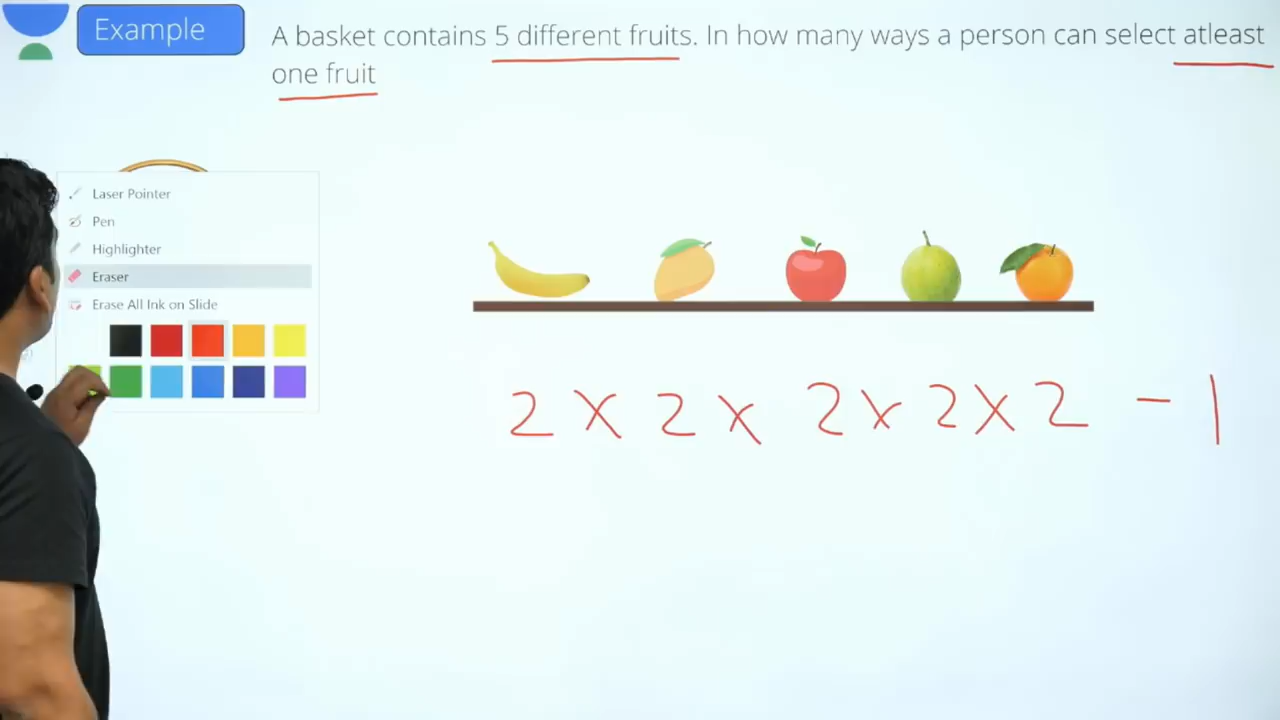 Example
A basket contains 5 different fruits. In how many ways a person can select atleast
one fruit
Laser Pointer
Pen
Highlighter
Eraser
Erase All Ink on Slide
2 × 2 × 2 × 2 × 2 - 1